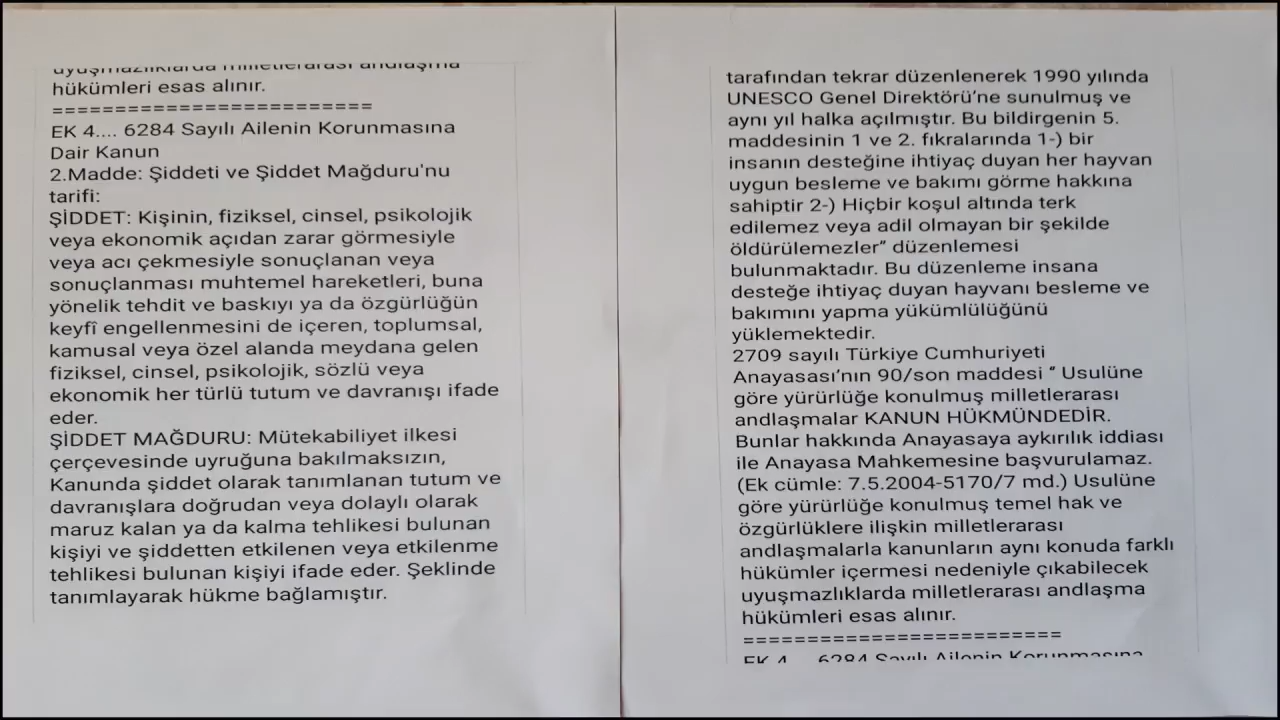 uyuşmazlıklarda milletlerarası andlaşma
hükümleri esas alınır.
=========================
EK 4.... 6284 Sayılı Ailenin Korunmasına
Dair Kanun
2.Madde: Şiddeti ve Şiddet Mağduru'nu
tarifi:
ŞİDDET: Kişinin, fiziksel, cinsel, psikolojik
veya ekonomik açıdan zarar görmesiyle
veya acı çekmesiyle sonuçlanan veya
sonuçlanması muhtemel hareketleri, buna
yönelik tehdit ve baskıyı ya da özgürlüğün
keyfî engellenmesini de içeren, toplumsal,
kamusal veya özel alanda meydana gelen
fiziksel, cinsel, psikolojik, sözlü veya
ekonomik her türlü tutum ve davranışı ifade
eder.
ŞİDDET MAĞDURU: Mütekabiliyet ilkesi
çerçevesinde uyruğuna bakılmaksızın,
Kanunda şiddet olarak tanımlanan tutum ve
davranışlara doğrudan veya dolaylı olarak
maruz kalan ya da kalma tehlikesi bulunan
kişiyi ve şiddetten etkilenen veya etkilenme
tehlikesi bulunan kişiyi ifade eder. Şeklinde
tanımlayarak hükme bağlamıştır.
tarafından tekrar düzenlenerek 1990 yılında
UNESCO Genel Direktörü’ne sunulmuş ve
aynı yıl halka açılmıştır. Bu bildirgenin 5.
maddesinin 1 ve 2. fıkralarında 1-) bir
insanın desteğine ihtiyaç duyan her hayvan
uygun besleme ve bakımı görme hakkına
sahiptir 2-) Hiçbir koşul altında terk
edilemez veya adil olmayan bir şekilde
öldürülemezler” düzenlemesi
bulunmaktadır. Bu düzenleme insana
desteğe ihtiyaç duyan hayvanı besleme ve
bakımını yapma yükümlülüğünü
yüklemektedir.
2709 sayılı Türkiye Cumhuriyeti
Anayasası’nın 90/son maddesi “ Usulüne
göre yürürlüğe konulmuş milletlerarası
andlaşmalar KANUN HÜKMÜNDEDİR.
Bunlar hakkında Anayasaya aykırılık iddiası
ile Anayasa Mahkemesine başvurulamaz.
(Ek cümle: 7.5.2004-5170/7 md.) Usulüne
göre yürürlüğe konulmuş temel hak ve
özgürlüklere ilişkin milletlerarası
andlaşmalarla kanunların aynı konuda farklı
hükümler içermesi nedeniyle çıkabilecek
uyuşmazlıklarda milletlerarası andlaşma
hükümleri esas alınır.
=========================
EK 4.... 6284 Sayılı Ailenin Korunmasına